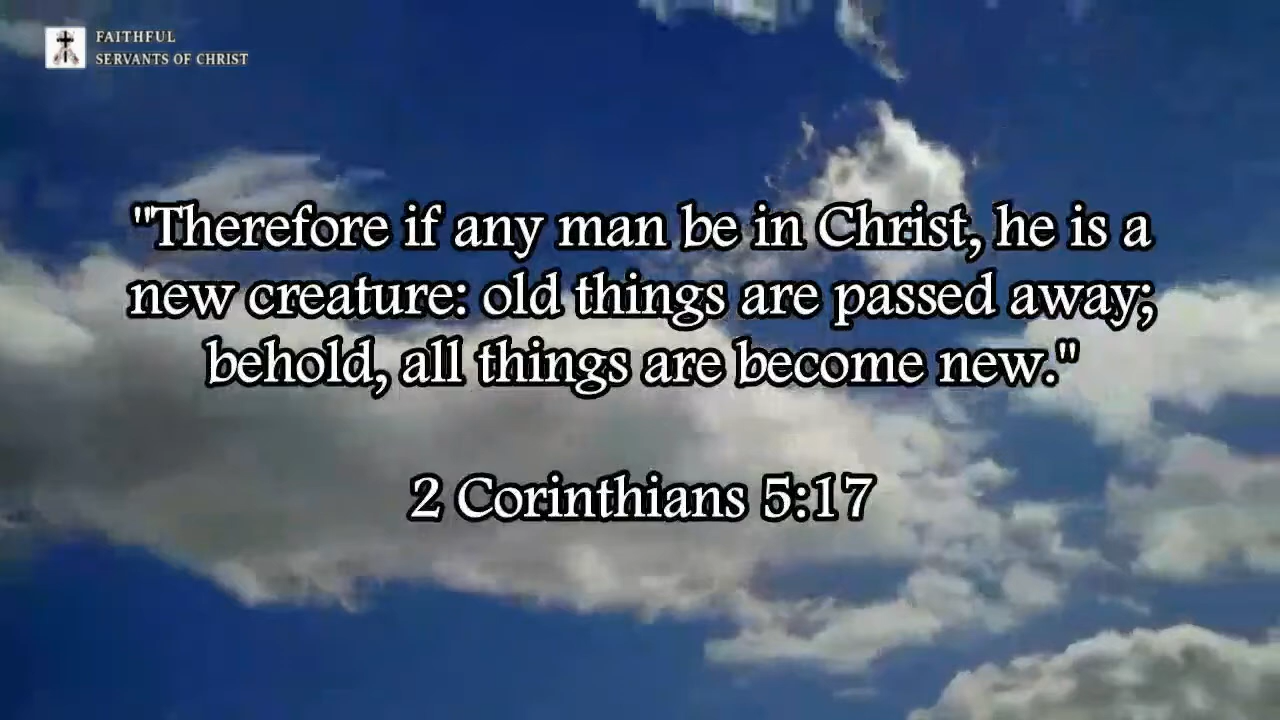 FAITHFUL
SERVANTS OF CHRIST
"Therefore if any man be in Christ, he is a
new creature: old things are passed away;
behold, all things are become new."
2 Corinthians 5:17